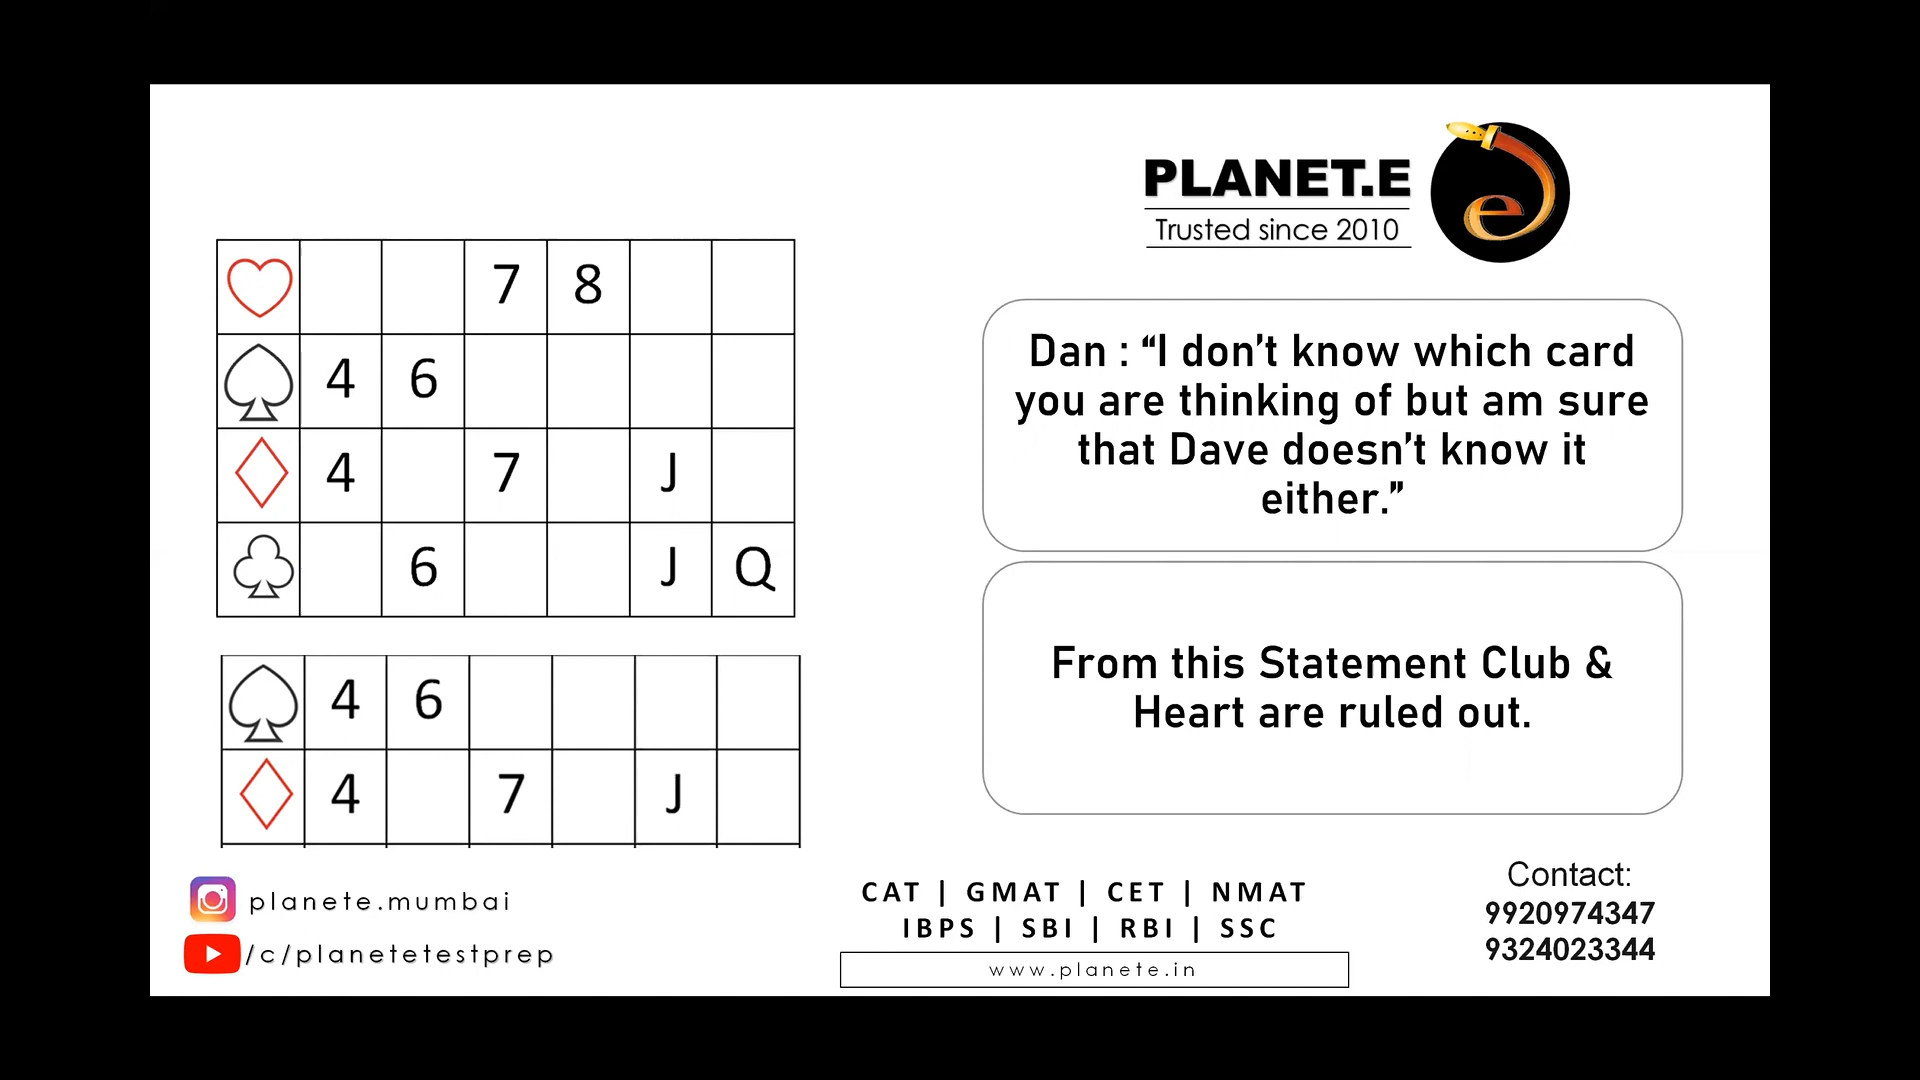 PLANET.E
Trusted since 2010
7 8
4 6
4 7 J
6 J Q
4 6
4 7 J
Dan : “I don’t know which card
you are thinking of but am sure
that Dave doesn’t know it
either.”
From this Statement Club &
Heart are ruled out.
planete.mumbai
/c/planetetestprep
CAT | GMAT | CET | NMAT
IBPS | SBI | RBI | SSC
www.planete.in
Contact:
9920974347
9324023344